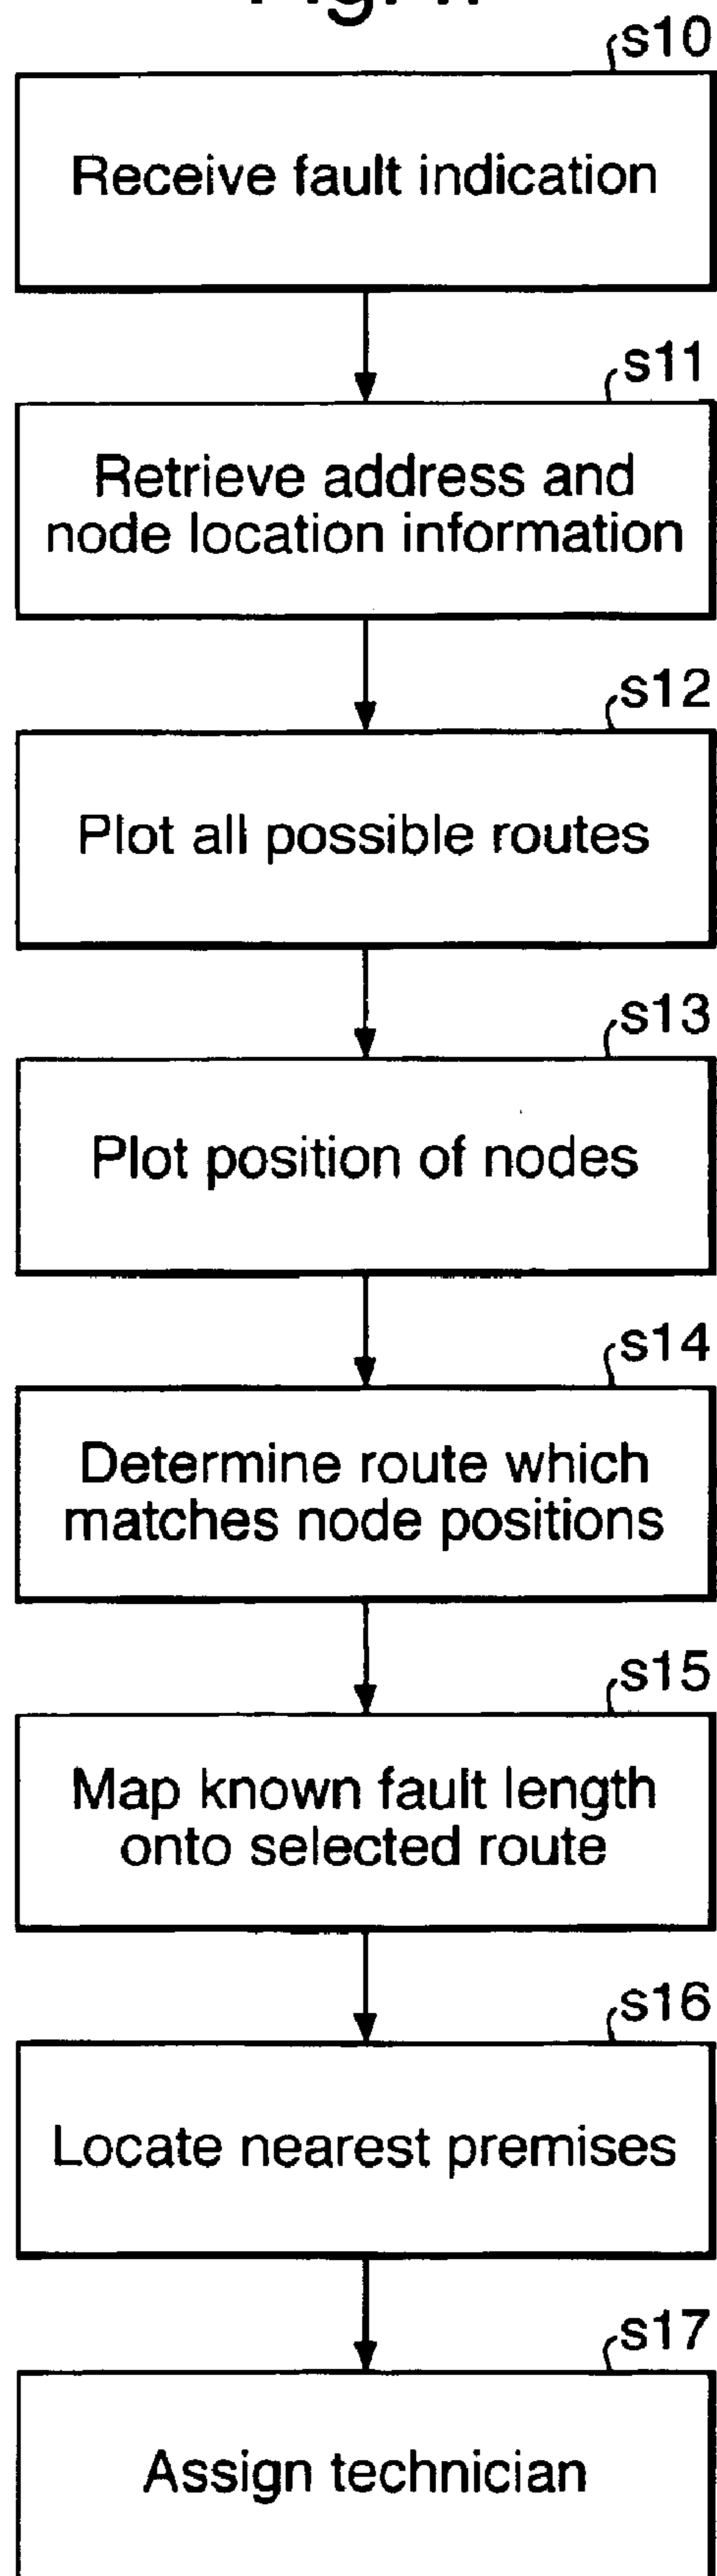 s10
Receive fault indication
s11
Retrieve address and
node location information
s12
Plot all possible routes
s13
Plot position of nodes
s14
Determine route which
matches node positions
s15
Map known fault length
onto selected route
s16
Locate nearest premises
s17
Assign technician